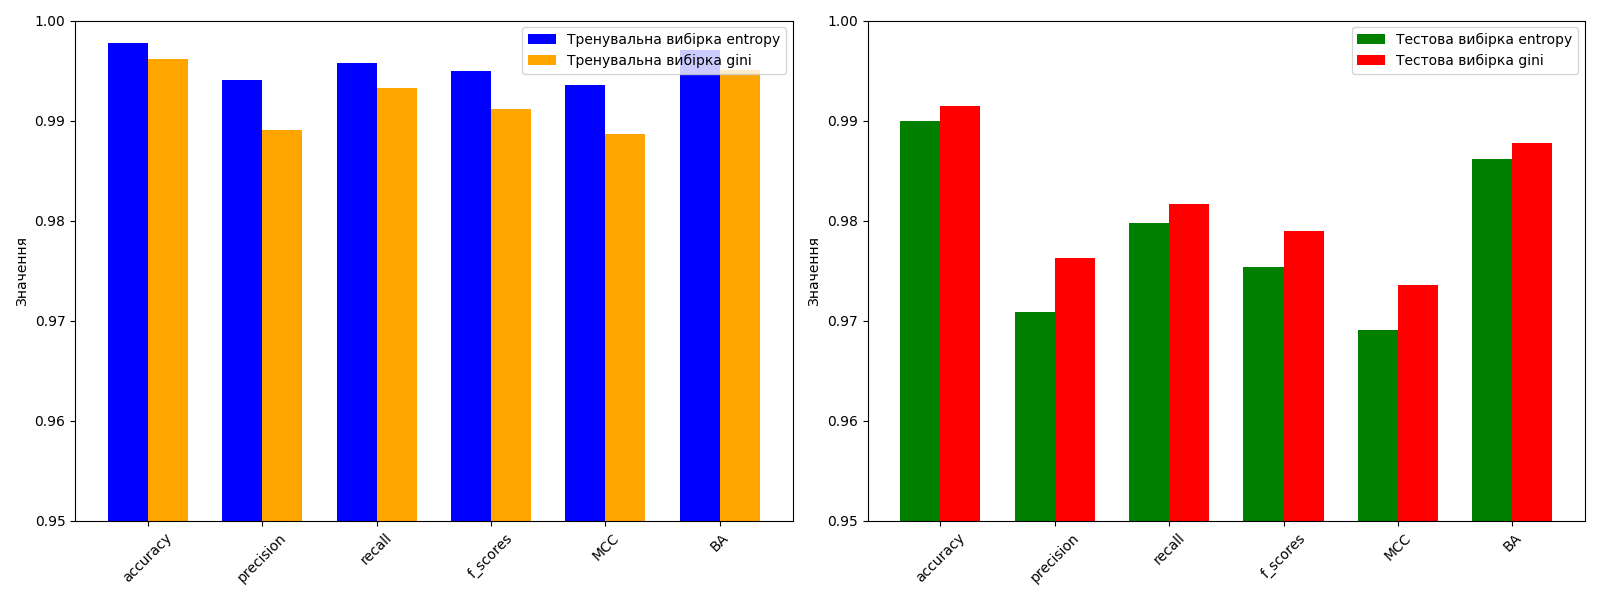 Тренувальна вибірка entropy
Тренувальна вибірка gini
Значення
1.00
0.99
0.98
0.97
0.96
0.95
accuracy
precision
recall
f_scores
MCC
BA
Тестова вибірка entropy
Тестова вибірка gini
Значення
1.00
0.99
0.98
0.97
0.96
0.95
accuracy
precision
recall
f_scores
MCC
BA